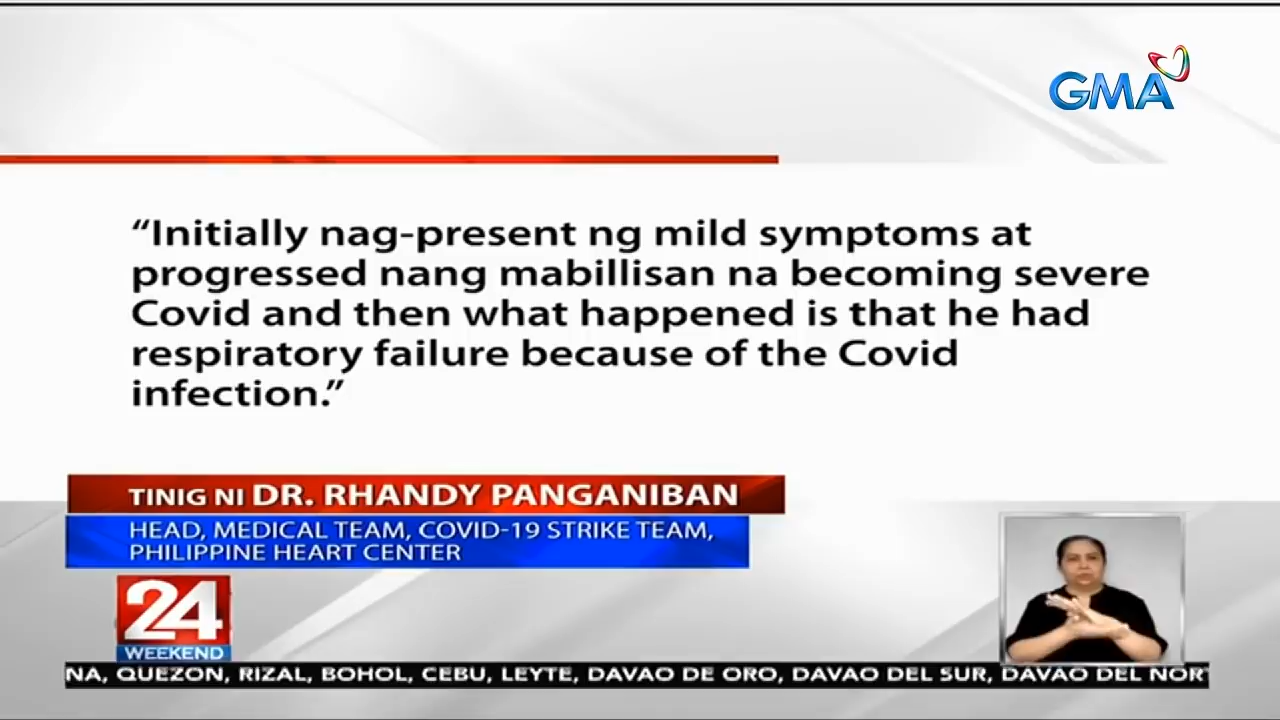 GMA
“Initially nag-present ng mild symptoms at
progressed nang mabillisan na becoming severe
Covid and then what happened is that he had
respiratory failure because of the Covid
infection.”
TINIG NI DR. RHANDY PANGANIBAN
HEAD, MEDICAL TEAM, COVID-19 STRIKE TEAM,
PHILIPPINE HEART CENTER
24
WEEKEND
NA, QUEZON, RIZAL, BOHOL, CEBU, LEYTE, DAVAO DE ORO, DAVAO DEL SUR, DAVAO DEL NOR